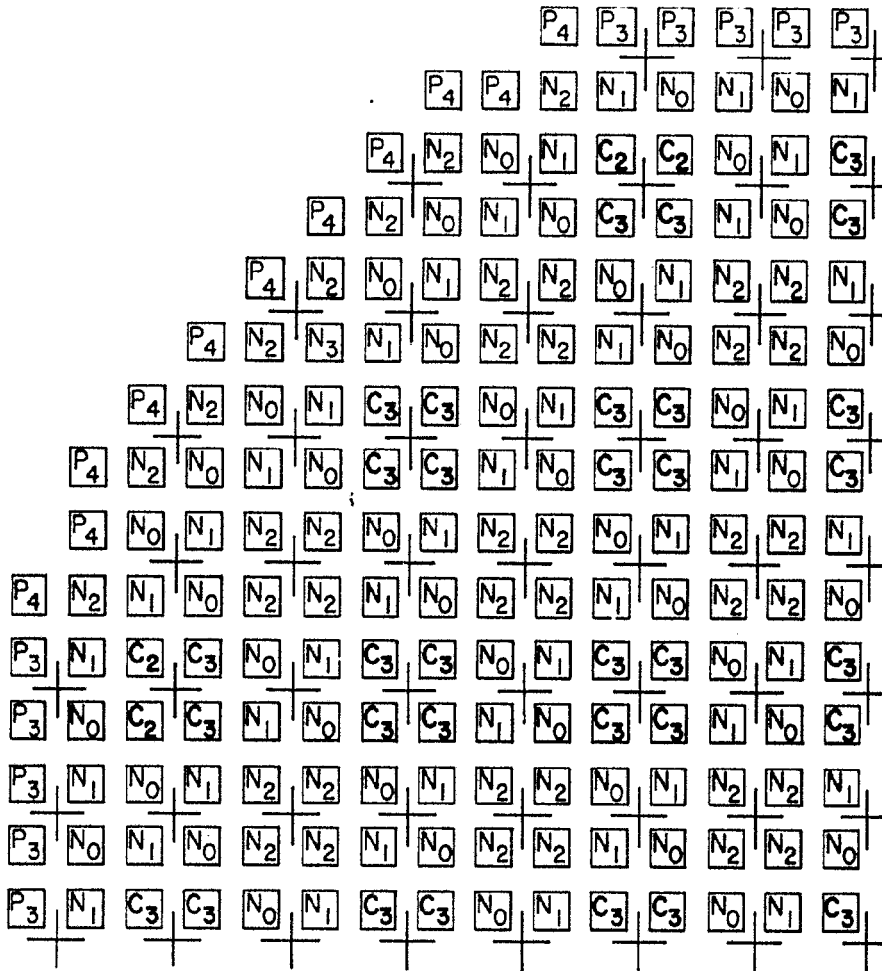 P4 P3 P3 P3 P3 P3
P4 P4 N2 N1 N0 N1 N0 N1
P4 N2 N0 N1 C2 C2 N0 N1 C3
P4 N2 N0 N1 N0 C3 C3 N1 N0 C3
P4 N2 N0 N1 N2 N2 N0 N1 N2 N2 N1
P4 N2 N3 N1 N0 N2 N2 N1 N0 N2 N2 N0
P4 N2 N0 N1 C3 C3 N0 N1 C3 C3 N0 N1 C3
P4 N2 N0 N1 N0 C3 C3 N1 N0 C3 C3 N1 N0 C3
P4 N0 N1 N2 N2 N0 N1 N2 N2 N0 N1 N2 N2 N1
P4 N2 N1 N0 N2 N2 N1 N0 N2 N2 N1 N0 N2 N2 N0
P3 N1 C2 C3 N0 N1 C3 C3 N0 N1 C3 C3 N0 N1 C3
P3 N0 C2 C3 N1 N0 C3 C3 N1 N0 C3 C3 N1 N0 C3
P3 N1 N0 N1 N2 N2 N0 N1 N2 N2 N0 N1 N2 N2 N1
P3 N0 N1 N0 N2 N2 N1 N0 N2 N2 N1 N0 N2 N2 N0
P3 N1 C3 C3 N0 N1 C3 C3 N0 N1 C3 C3 N0 N1 C3